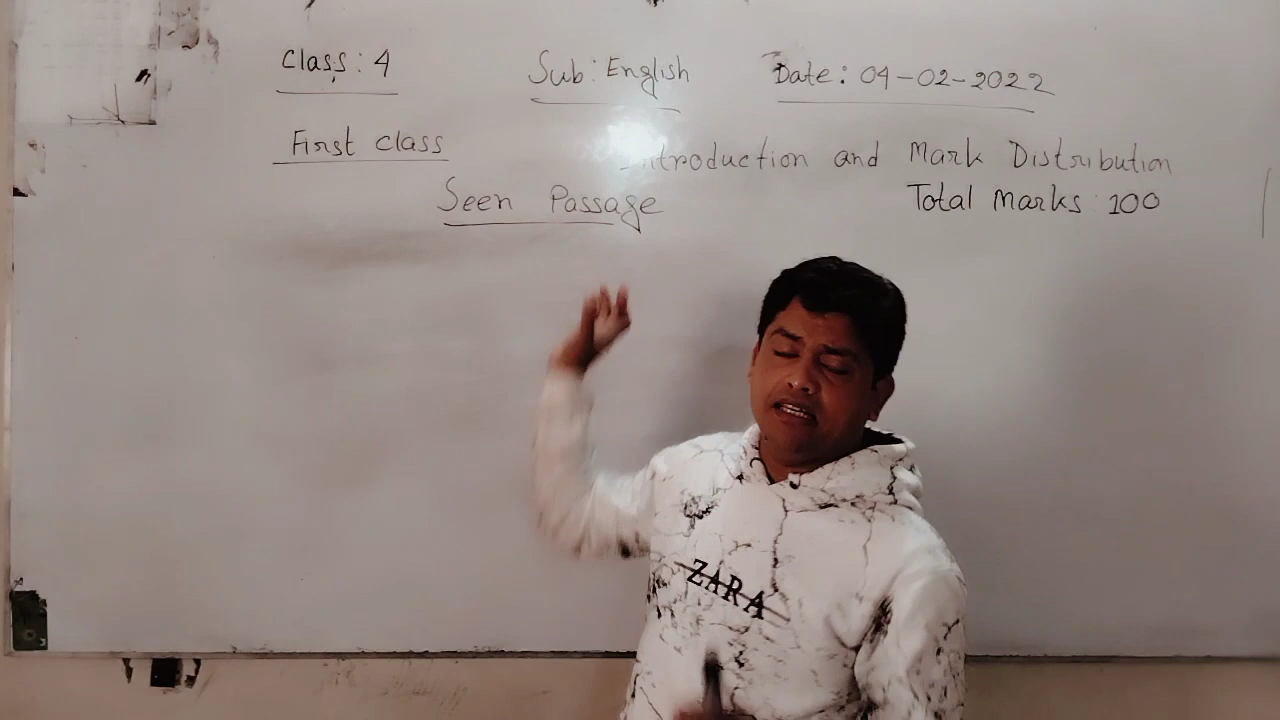 Class: 4 Sub: English Date: 04-02-2022
First class Introduction and Mark Distribution
Seen Passage Total Marks: 100
ZARA